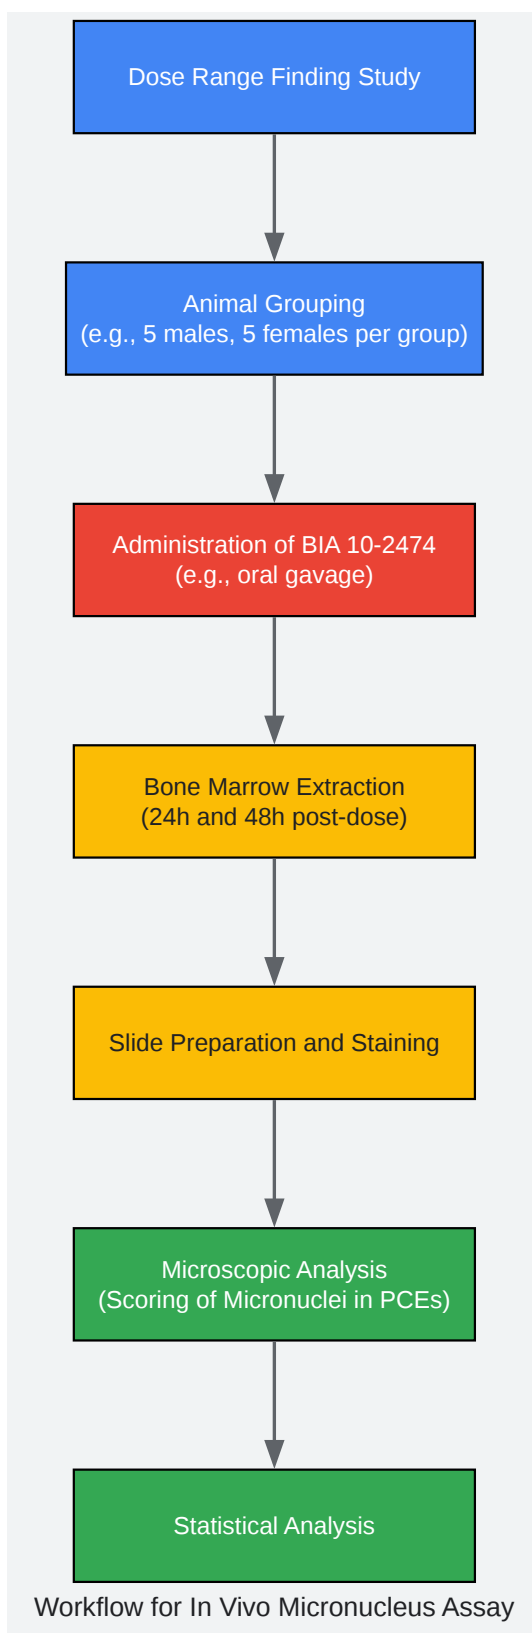 Dose Range Finding Study
Animal Grouping
(e.g., 5 males, 5 females per group)
Administration of BIA 10-2474
(e.g., oral gavage)
Bone Marrow Extraction
(24h and 48h post-dose)
Slide Preparation and Staining
Microscopic Analysis
(Scoring of Micronuclei in PCEs)
Statistical Analysis
Workflow for In Vivo Micronucleus Assay